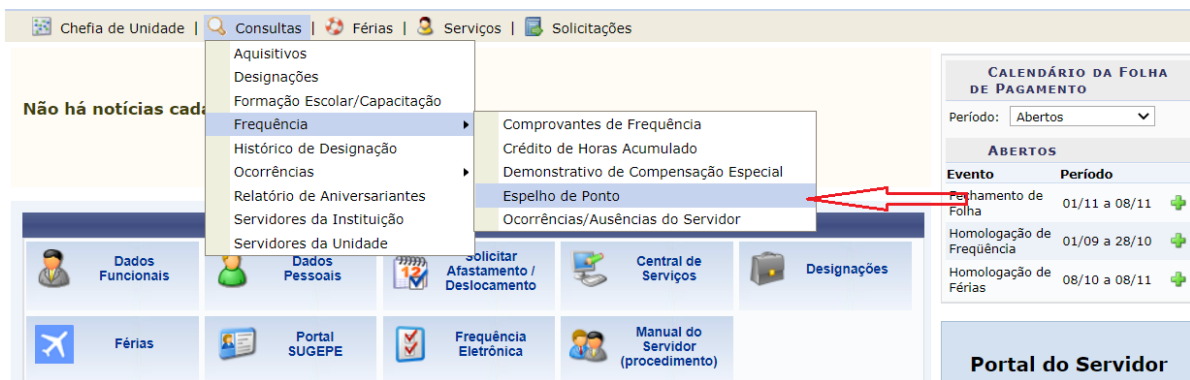 Chefia de Unidade | Consultas | Férias | Serviços | Solicitações
Aquisitivos
Designações
Formação Escolar/Capacitação
Frequência
Histórico de Designação
Ocorrências
Relatório de Aniversariantes
Servidores da Instituição
Servidores da Unidade
Comprovantes de Frequência
Crédito de Horas Acumulado
Demonstrativo de Compensação Especial
Espelho de Ponto
Ocorrências/Ausências do Servidor
Não há notícias
Dados
Funcionais
Dados
Pessoais
Solicitar
Afastamento /
Deslocamento
12
Central de
Serviços
Designações
Férias
Portal
SUGEPE
Frequência
Eletrônica
Manual do
Servidor
(procedimento)
Calendário da Folha
de Pagamento
Período: Abertos
Abertos
Evento Período
Fechamento de
Folha 01/11 a 08/11
Homologação de
Freqüência 01/09 a 28/10
Homologação de
Férias 08/10 a 08/11
Portal do Servidor